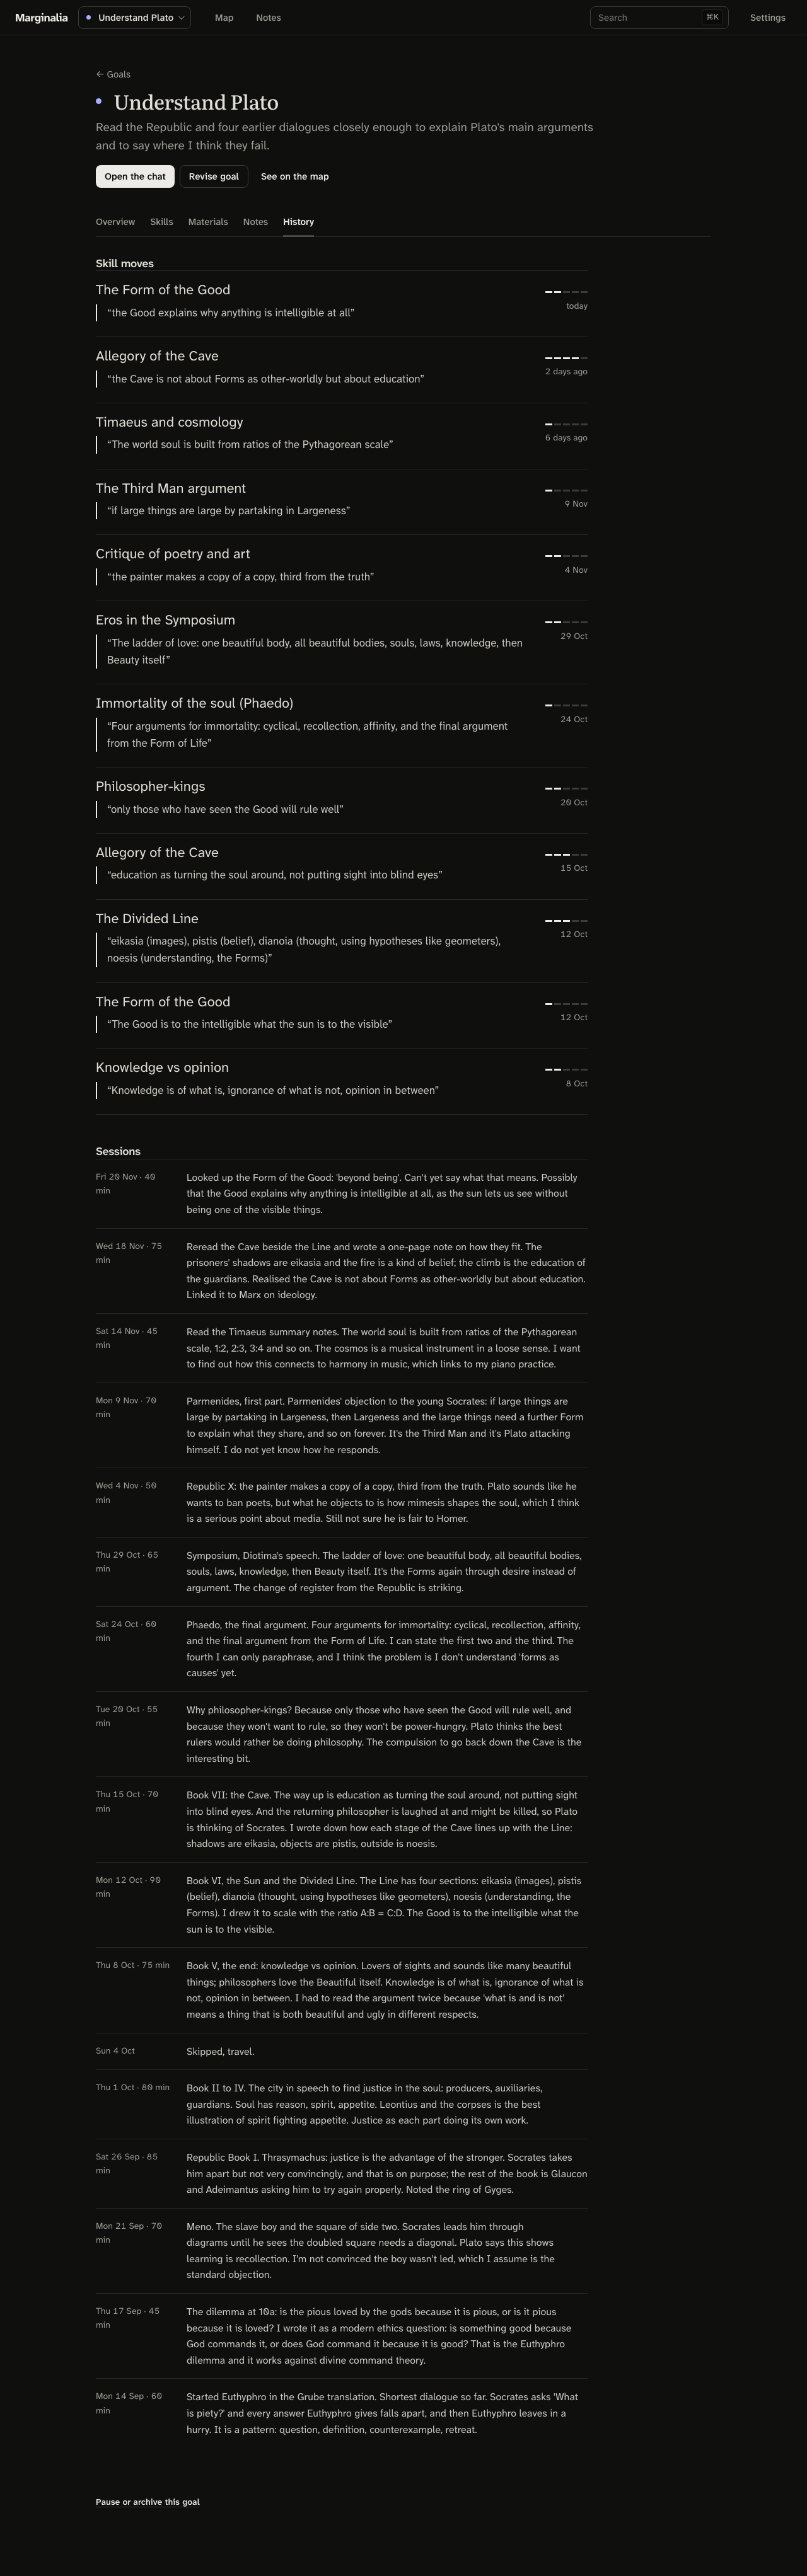 Marginalia
Understand Plato
Map
Notes
Search
⌘K
Settings
← Goals
Understand Plato
Read the Republic and four earlier dialogues closely enough to explain Plato's main arguments
and to say where I think they fail.
Open the chat
Revise goal
See on the map
Overview
Skills
Materials
Notes
History
Skill moves
The Form of the Good
“the Good explains why anything is intelligible at all”
today
Allegory of the Cave
“the Cave is not about Forms as other-worldly but about education”
2 days ago
Timaeus and cosmology
“The world soul is built from ratios of the Pythagorean scale”
6 days ago
The Third Man argument
“if large things are large by partaking in Largeness”
9 Nov
Critique of poetry and art
“the painter makes a copy of a copy, third from the truth”
4 Nov
Eros in the Symposium
“The ladder of love: one beautiful body, all beautiful bodies, souls, laws, knowledge, then
Beauty itself”
29 Oct
Immortality of the soul (Phaedo)
“Four arguments for immortality: cyclical, recollection, affinity, and the final argument
from the Form of Life”
24 Oct
Philosopher-kings
“only those who have seen the Good will rule well”
20 Oct
Allegory of the Cave
“education as turning the soul around, not putting sight into blind eyes”
15 Oct
The Divided Line
“eikasia (images), pistis (belief), dianoia (thought, using hypotheses like geometers),
noesis (understanding, the Forms)”
12 Oct
The Form of the Good
“The Good is to the intelligible what the sun is to the visible”
12 Oct
Knowledge vs opinion
“Knowledge is of what is, ignorance of what is not, opinion in between”
8 Oct
Sessions
Fri 20 Nov · 40
min
Looked up the Form of the Good: 'beyond being'. Can't yet say what that means. Possibly
that the Good explains why anything is intelligible at all, as the sun lets us see without
being one of the visible things.
Wed 18 Nov · 75
min
Reread the Cave beside the Line and wrote a one-page note on how they fit. The
prisoners' shadows are eikasia and the fire is a kind of belief; the climb is the education of
the guardians. Realised the Cave is not about Forms as other-worldly but about education.
Linked it to Marx on ideology.
Sat 14 Nov · 45
min
Read the Timaeus summary notes. The world soul is built from ratios of the Pythagorean
scale, 1:2, 2:3, 3:4 and so on. The cosmos is a musical instrument in a loose sense. I want
to find out how this connects to harmony in music, which links to my piano practice.
Mon 9 Nov · 70
min
Parmenides, first part. Parmenides' objection to the young Socrates: if large things are
large by partaking in Largeness, then Largeness and the large things need a further Form
to explain what they share, and so on forever. It's the Third Man and it's Plato attacking
himself. I do not yet know how he responds.
Wed 4 Nov · 50
min
Republic X: the painter makes a copy of a copy, third from the truth. Plato sounds like he
wants to ban poets, but what he objects to is how mimesis shapes the soul, which I think
is a serious point about media. Still not sure he is fair to Homer.
Thu 29 Oct · 65
min
Symposium, Diotima's speech. The ladder of love: one beautiful body, all beautiful bodies,
souls, laws, knowledge, then Beauty itself. It's the Forms again through desire instead of
argument. The change of register from the Republic is striking.
Sat 24 Oct · 60
min
Phaedo, the final argument. Four arguments for immortality: cyclical, recollection, affinity,
and the final argument from the Form of Life. I can state the first two and the third. The
fourth I can only paraphrase, and I think the problem is I don't understand 'forms as
causes' yet.
Tue 20 Oct · 55
min
Why philosopher-kings? Because only those who have seen the Good will rule well, and
because they won't want to rule, so they won't be power-hungry. Plato thinks the best
rulers would rather be doing philosophy. The compulsion to go back down the Cave is the
interesting bit.
Thu 15 Oct · 70
min
Book VII: the Cave. The way up is education as turning the soul around, not putting sight
into blind eyes. And the returning philosopher is laughed at and might be killed, so Plato
is thinking of Socrates. I wrote down how each stage of the Cave lines up with the Line:
shadows are eikasia, objects are pistis, outside is noesis.
Mon 12 Oct · 90
min
Book VI, the Sun and the Divided Line. The Line has four sections: eikasia (images), pistis
(belief), dianoia (thought, using hypotheses like geometers), noesis (understanding, the
Forms). I drew it to scale with the ratio A:B = C:D. The Good is to the intelligible what the
sun is to the visible.
Thu 8 Oct · 75 min
Book V, the end: knowledge vs opinion. Lovers of sights and sounds like many beautiful
things; philosophers love the Beautiful itself. Knowledge is of what is, ignorance of what is
not, opinion in between. I had to read the argument twice because 'what is and is not'
means a thing that is both beautiful and ugly in different respects.
Sun 4 Oct
Skipped, travel.
Thu 1 Oct · 80 min
Book II to IV. The city in speech to find justice in the soul: producers, auxiliaries,
guardians. Soul has reason, spirit, appetite. Leontius and the corpses is the best
illustration of spirit fighting appetite. Justice as each part doing its own work.
Sat 26 Sep · 85
min
Republic Book I. Thrasymachus: justice is the advantage of the stronger. Socrates takes
him apart but not very convincingly, and that is on purpose; the rest of the book is Glaucon
and Adeimantus asking him to try again properly. Noted the ring of Gyges.
Mon 21 Sep · 70
min
Meno. The slave boy and the square of side two. Socrates leads him through
diagrams until he sees the doubled square needs a diagonal. Plato says this shows
learning is recollection. I'm not convinced the boy wasn't led, which I assume is the
standard objection.
Thu 17 Sep · 45
min
The dilemma at 10a: is the pious loved by the gods because it is pious, or is it pious
because it is loved? I wrote it as a modern ethics question: is something good because
God commands it, or does God command it because it is good? That is the Euthyphro
dilemma and it works against divine command theory.
Mon 14 Sep · 60
min
Started Euthyphro in the Grube translation. Shortest dialogue so far. Socrates asks 'What
is piety?' and every answer Euthyphro gives falls apart, and then Euthyphro leaves in a
hurry. It is a pattern: question, definition, counterexample, retreat.
Pause or archive this goal